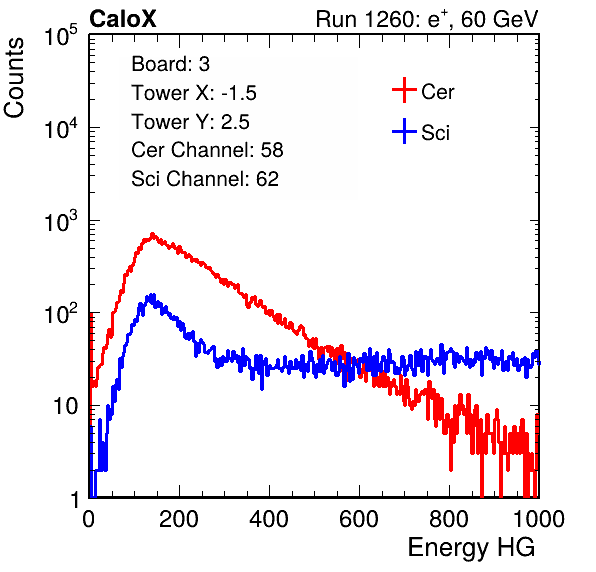 CaloX Run 1260: e⁺, 60 GeV
Counts
10⁵
10⁴
10³
10²
10
1
Board: 3
Tower X: -1.5
Tower Y: 2.5
Cer Channel: 58
Sci Channel: 62
Cer
Sci
0 200 400 600 800 1000
Energy HG